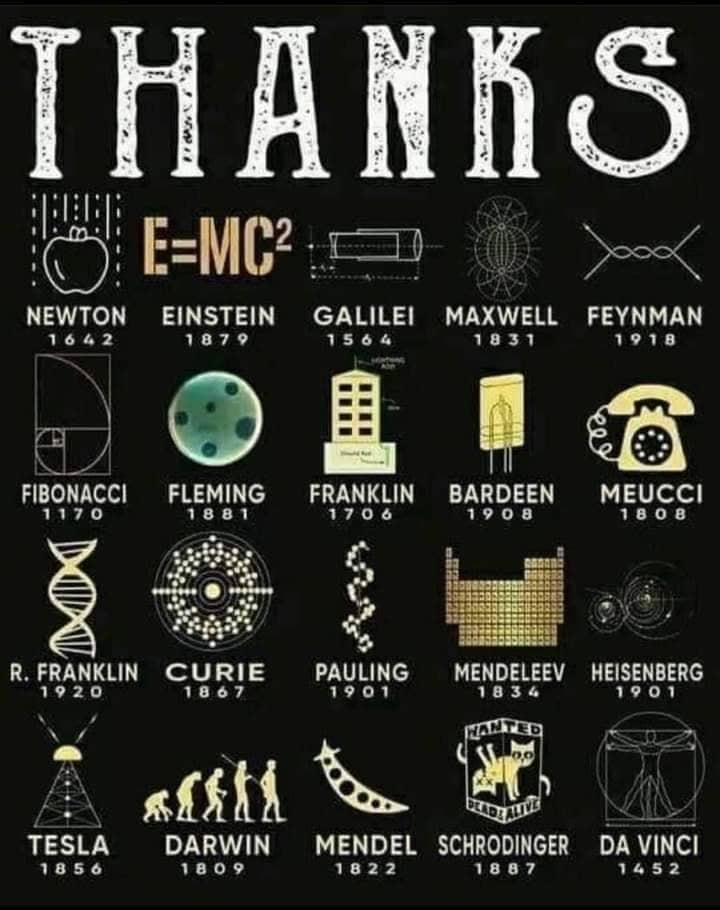 THANKS
E=MC²
NEWTON EINSTEIN GALILEI MAXWELL FEYNMAN
1642 1879 1564 1831 1918
LIGHTNING
ROD
FIBONACCI FLEMING FRANKLIN BARDEEN MEUCCI
1170 1881 1706 1908 1808
R. FRANKLIN CURIE PAULING MENDELEEV HEISENBERG
1920 1867 1901 1834 1901
WANTED
DEAD & ALIVE
TESLA DARWIN MENDEL SCHRODINGER DA VINCI
1856 1809 1822 1887 1452